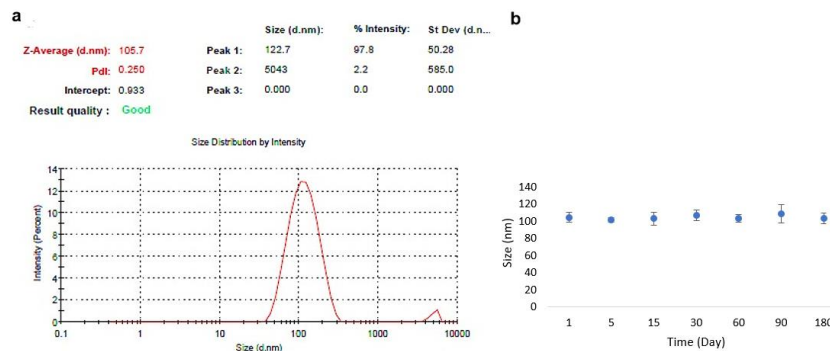 a
Size (d.nm): % Intensity: St Dev (d.n...
Z-Average (d.nm): 105.7 Peak 1: 122.7 97.8 50.28
PdI: 0.250 Peak 2: 5043 2.2 585.0
Intercept: 0.933 Peak 3: 0.000 0.0 0.000
Result quality : Good
Size Distribution by Intensity
Intensity (Percent)
14
12
10
8
6
4
2
0
0.1 1 10 100 1000 10000
Size (d.nm)
b
Size (nm)
140
120
100
80
60
40
20
0
1 5 15 30 60 90 180
Time (Day)